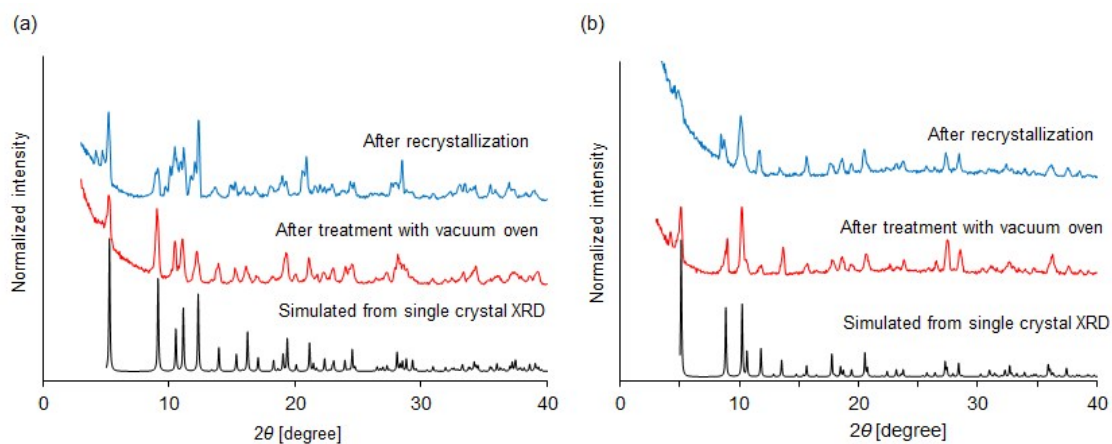 (a)
Normalized intensity
After recrystallization
After treatment with vacuum oven
Simulated from single crystal XRD
0 10 20 30 40
2θ [degree]
(b)
Normalized intensity
After recrystallization
After treatment with vacuum oven
Simulated from single crystal XRD
0 10 20 30 40
2θ [degree]